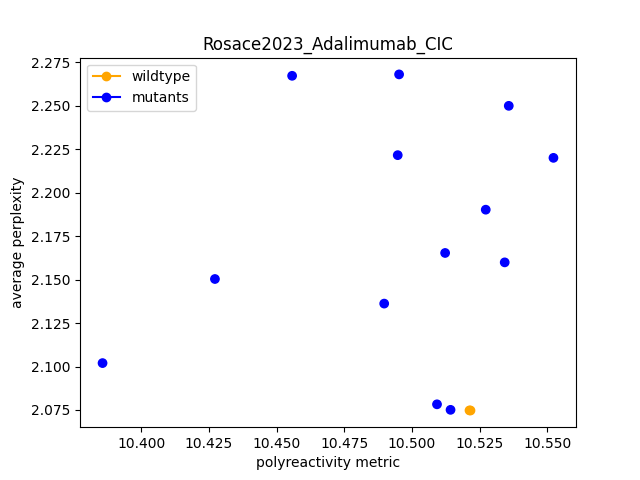 Rosace2023_Adalimumab_CIC
wildtype
mutants
average perplexity
2.275
2.250
2.225
2.200
2.175
2.150
2.125
2.100
2.075
10.400 10.425 10.450 10.475 10.500 10.525 10.550
polyreactivity metric